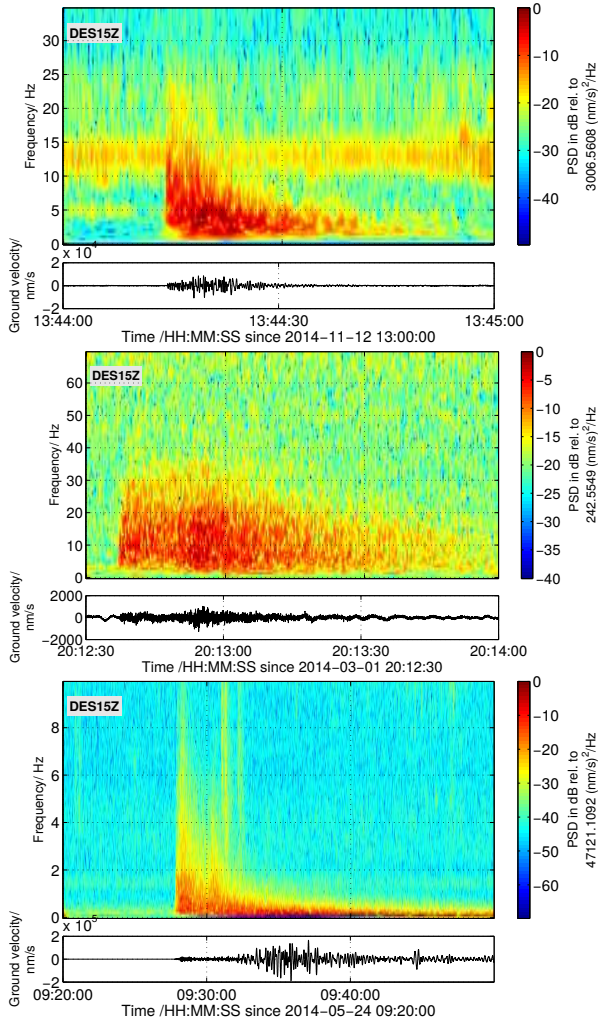 DES15Z
35
30
25
20
15
10
5
0
Frequency/ Hz
0
−10
−20
−30
−40
PSD in dB rel. to
3006.5608 (nm/s)²/Hz
x 10⁴
2
0
−2
Ground velocity/
nm/s
13:44:00 13:44:30 13:45:00
Time /HH:MM:SS since 2014−11−12 13:00:00
DES15Z
60
50
40
30
20
10
0
Frequency/ Hz
0
−5
−10
−15
−20
−25
−30
−35
−40
PSD in dB rel. to
242.5549 (nm/s)²/Hz
2000
0
−2000
Ground velocity/
nm/s
20:12:30 20:13:00 20:13:30 20:14:00
Time /HH:MM:SS since 2014−03−01 20:12:30
DES15Z
8
6
4
2
0
Frequency/ Hz
0
−10
−20
−30
−40
−50
−60
PSD in dB rel. to
47121.1092 (nm/s)²/Hz
x 10⁵
2
0
−2
Ground velocity/
nm/s
09:20:00 09:30:00 09:40:00
Time /HH:MM:SS since 2014−05−24 09:20:00